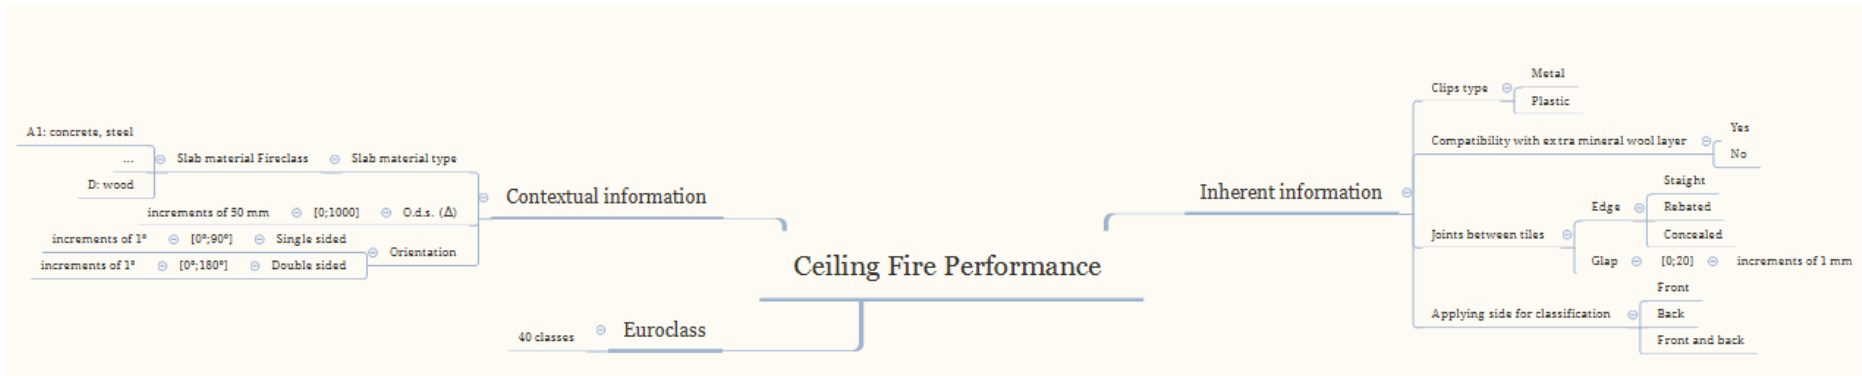 Ceiling Fire Performance
Contextual information
Slab material type
Slab material Fireclass
A1: concrete, steel
...
D: wood
O.d.s. (Δ)
[0;1000]
increments of 50 mm
Orientation
Single sided
[0°;90°]
increments of 1°
Double sided
[0°;180°]
increments of 1°
Euroclass
40 classes
Inherent information
Clips type
Metal
Plastic
Compatibility with extra mineral wool layer
Yes
No
Joints between tiles
Edge
Staight
Rebated
Concealed
Glap
[0;20]
increments of 1 mm
Applying side for classification
Front
Back
Front and back